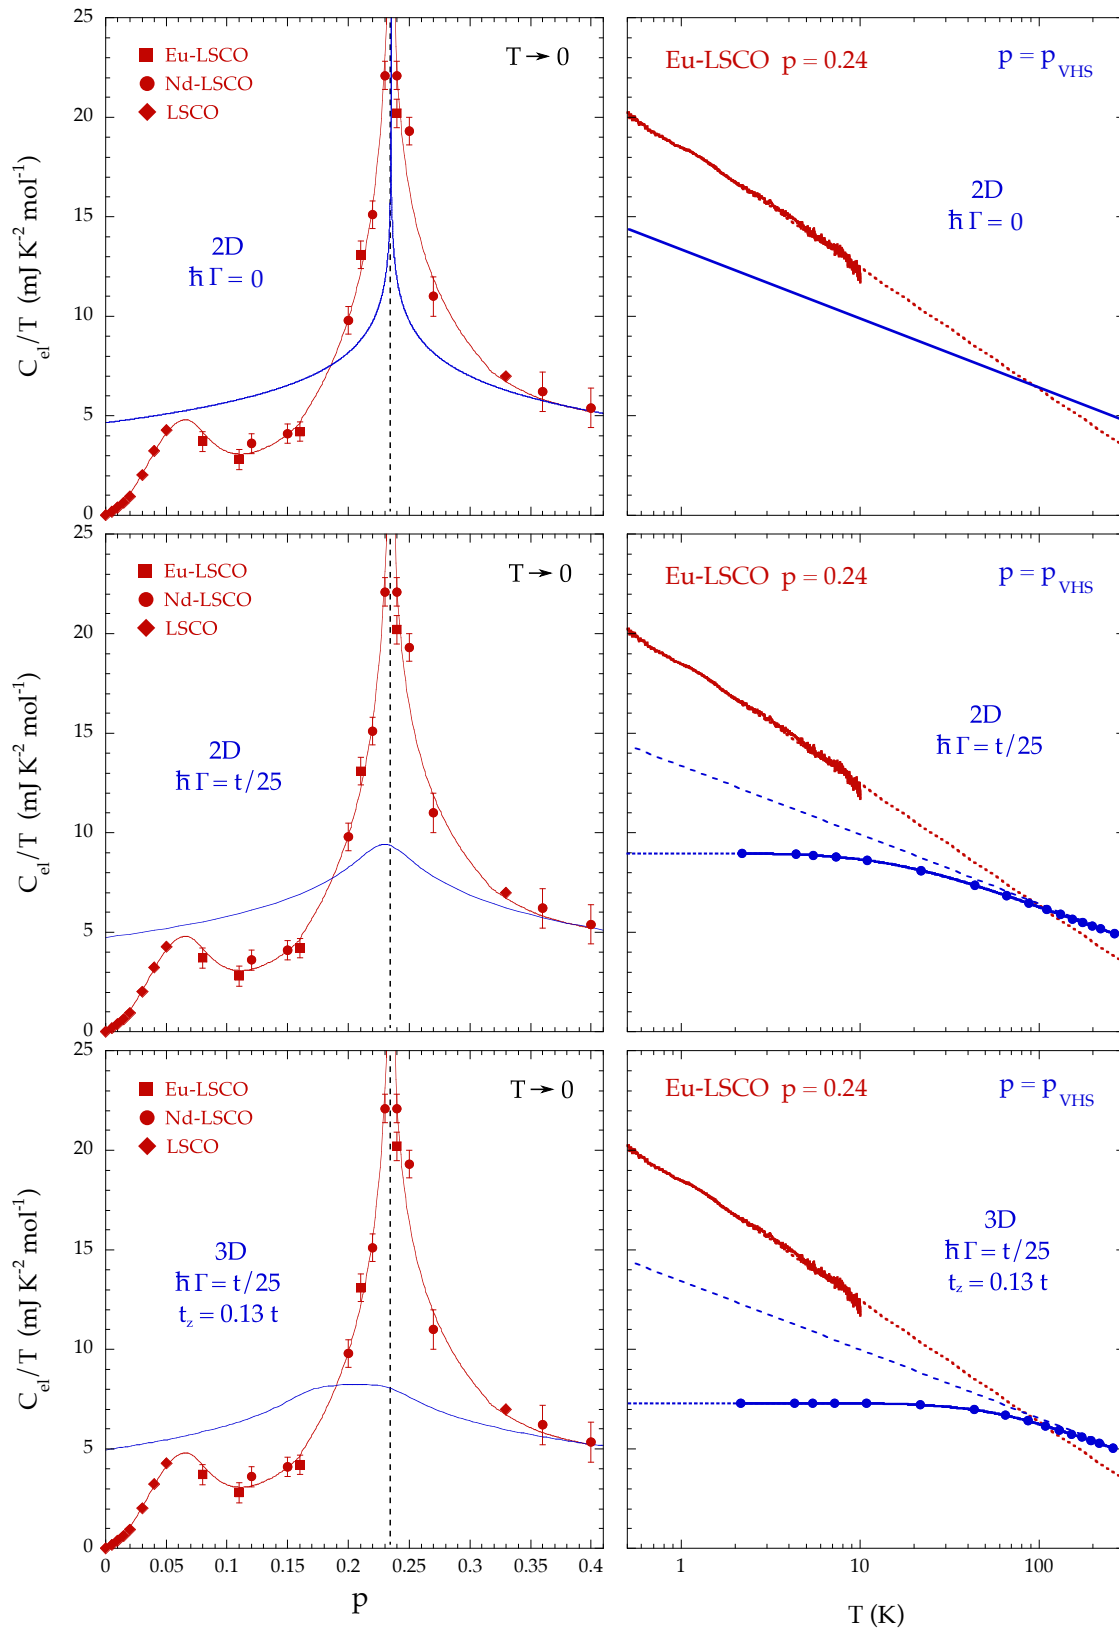 25
20
15
10
5
0
C_el/T (mJ K⁻² mol⁻¹)
Eu-LSCO
Nd-LSCO
LSCO
T → 0
2D
ħ Γ = 0
Eu-LSCO p = 0.24
p = p_VHS
2D
ħ Γ = 0
25
20
15
10
5
0
C_el/T (mJ K⁻² mol⁻¹)
Eu-LSCO
Nd-LSCO
LSCO
T → 0
2D
ħ Γ = t/25
Eu-LSCO p = 0.24
p = p_VHS
2D
ħ Γ = t/25
25
20
15
10
5
0
C_el/T (mJ K⁻² mol⁻¹)
Eu-LSCO
Nd-LSCO
LSCO
T → 0
3D
ħ Γ = t/25
t_z = 0.13 t
Eu-LSCO p = 0.24
p = p_VHS
3D
ħ Γ = t/25
t_z = 0.13 t
0 0.05 0.1 0.15 0.2 0.25 0.3 0.35 0.4
p
1 10 100
T (K)